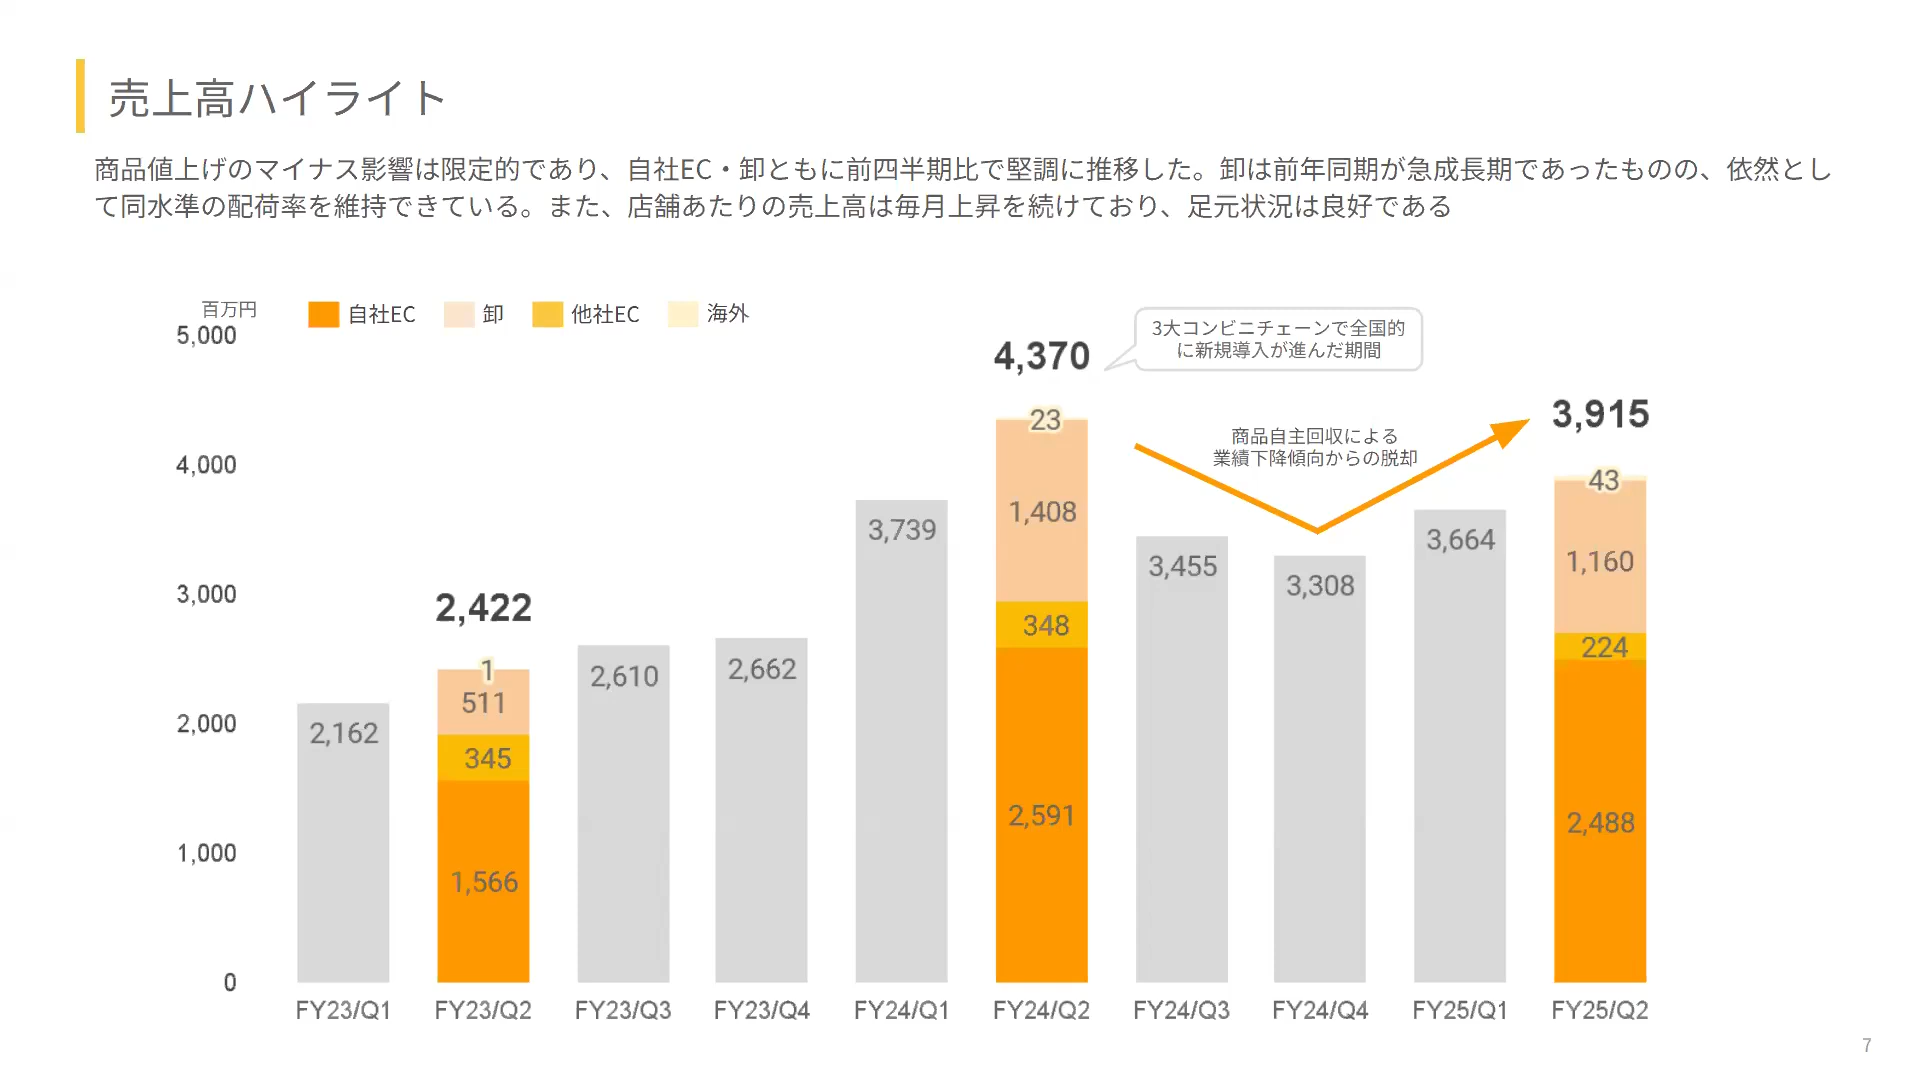 売上高ハイライト
商品値上げのマイナス影響は限定的であり、自社EC・卸ともに前四半期比で堅調に推移した。卸は前年同期が急成長期であったものの、依然とし
て同水準の配荷率を維持できている。また、店舗あたりの売上高は毎月上昇を続けており、足元状況は良好である
百万円
自社EC 卸 他社EC 海外
5,000
4,000
3,000
2,000
1,000
0
2,162
2,422
1
511
345
1,566
2,610
2,662
3,739
4,370
23
1,408
348
2,591
3大コンビニチェーンで全国的
に新規導入が進んだ期間
商品自主回収による
業績下降傾向からの脱却
3,455
3,308
3,664
3,915
43
1,160
224
2,488
FY23/Q1 FY23/Q2 FY23/Q3 FY23/Q4 FY24/Q1 FY24/Q2 FY24/Q3 FY24/Q4 FY25/Q1 FY25/Q2
7